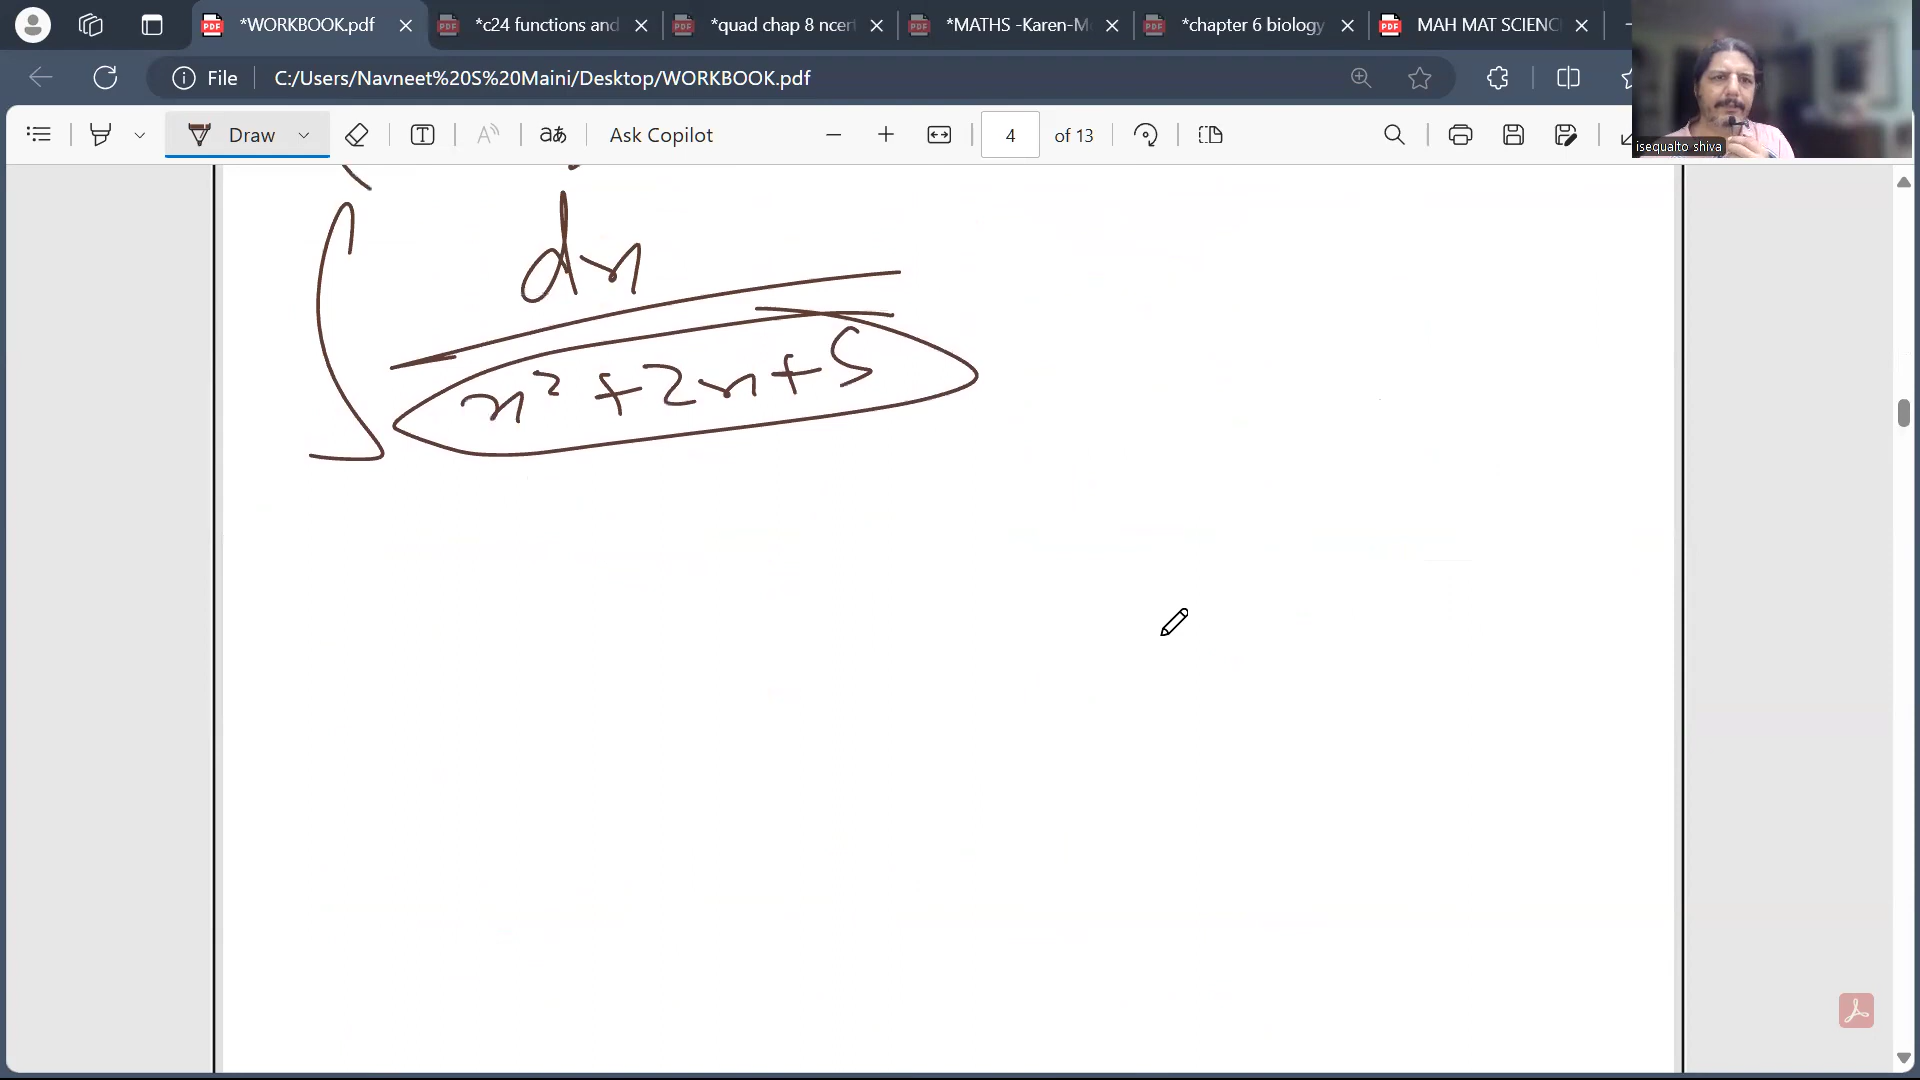 *WORKBOOK.pdf
*c24 functions and
*quad chap 8 ncert
*MATHS -Karen-M
*chapter 6 biology
MAH MAT SCIENC
File
C:/Users/Navneet%20S%20Maini/Desktop/WORKBOOK.pdf
Draw
Ask Copilot
4 of 13
isequalto shiva
∫ dx
x² + 2x + 5